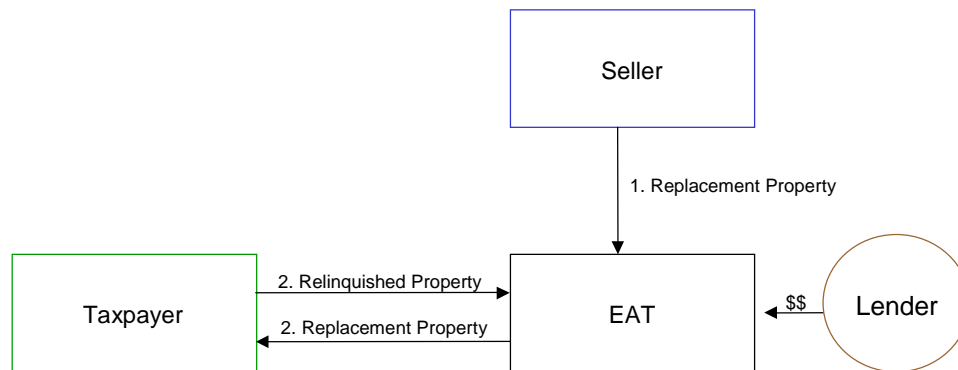 Seller
1. Replacement Property
2. Relinquished Property
Taxpayer
EAT
$$
Lender
2. Replacement Property